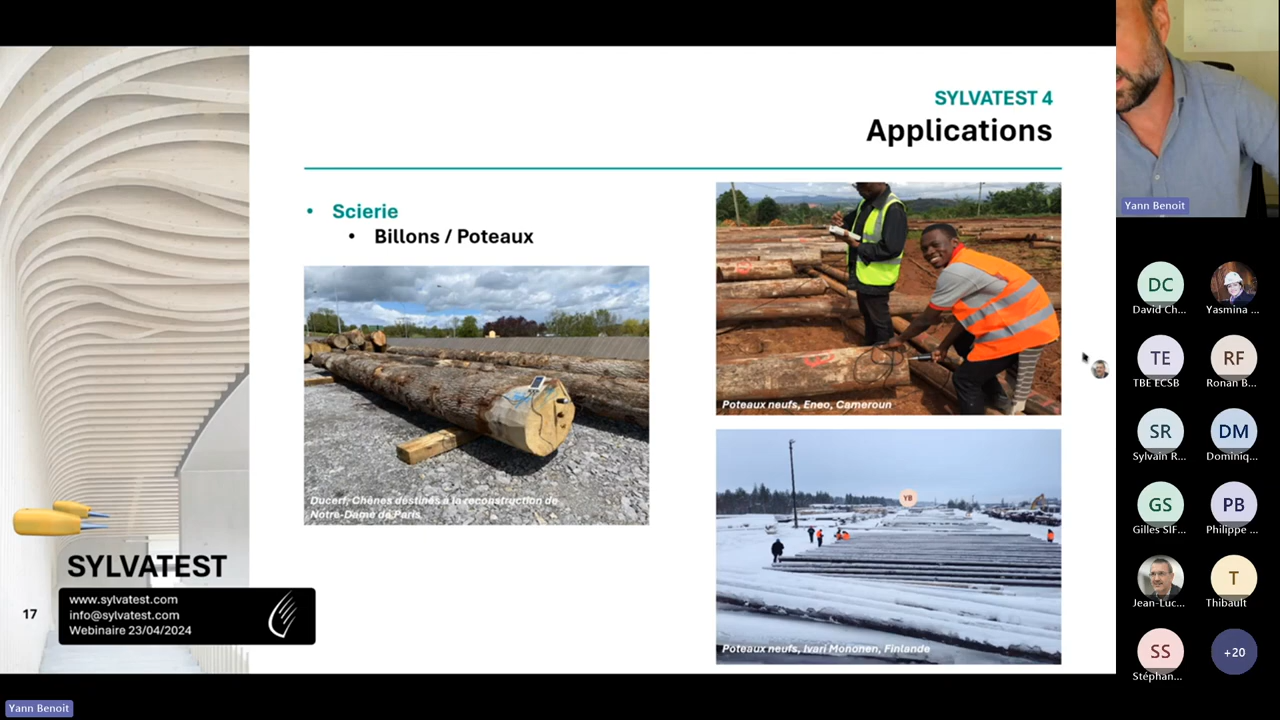 SYLVATEST 4
Applications
• Scierie
• Billons / Poteaux
Ducerf, Chênes destinés à la reconstruction de
Notre-Dame de Paris
Poteaux neufs, Eneo, Cameroun
YB
Poteaux neufs, Ivari Mononen, Finlande
SYLVATEST
17
www.sylvatest.com
info@sylvatest.com
Webinaire 23/04/2024
Yann Benoit
Yann Benoit
DC
David Ch...
Yasmina ...
TE
TBE ECSB
RF
Ronan B...
SR
Sylvain R...
DM
Dominiq...
GS
Gilles SIF...
PB
Philippe ...
Jean-Luc...
T
Thibault
SS
Stéphan...
+20